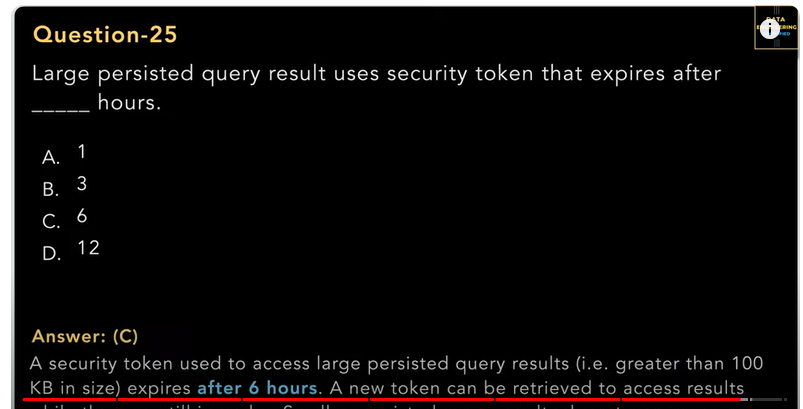 Question-25
Large persisted query result uses security token that expires after
_____ hours.
A. 1
B. 3
C. 6
D. 12
Answer: (C)
A security token used to access large persisted query results (i.e. greater than 100
KB in size) expires after 6 hours. A new token can be retrieved to access results